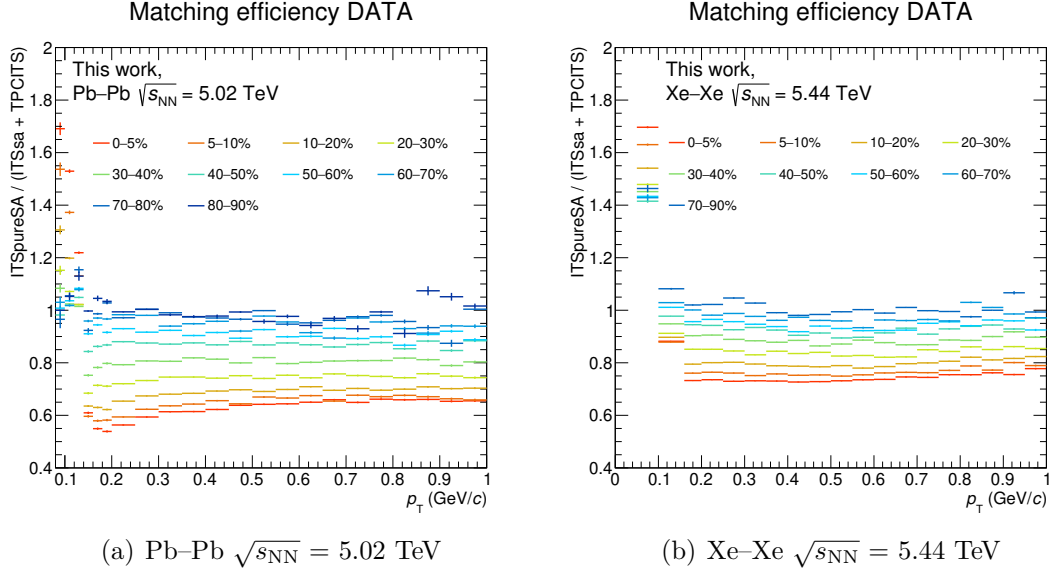 Matching efficiency DATA
ITSpureSA / (ITSsa + TPCITS)
2
1.8
1.6
1.4
1.2
1
0.8
0.6
0.4
This work,
Pb–Pb √sNN = 5.02 TeV
0–5% 5–10% 10–20% 20–30%
30–40% 40–50% 50–60% 60–70%
70–80% 80–90%
0.1 0.2 0.3 0.4 0.5 0.6 0.7 0.8 0.9 1
pT (GeV/c)
(a) Pb–Pb √sNN = 5.02 TeV
Matching efficiency DATA
ITSpureSA / (ITSsa + TPCITS)
2
1.8
1.6
1.4
1.2
1
0.8
0.6
0.4
This work,
Xe–Xe √sNN = 5.44 TeV
0–5% 5–10% 10–20% 20–30%
30–40% 40–50% 50–60% 60–70%
70–90%
0 0.1 0.2 0.3 0.4 0.5 0.6 0.7 0.8 0.9 1
pT (GeV/c)
(b) Xe–Xe √sNN = 5.44 TeV